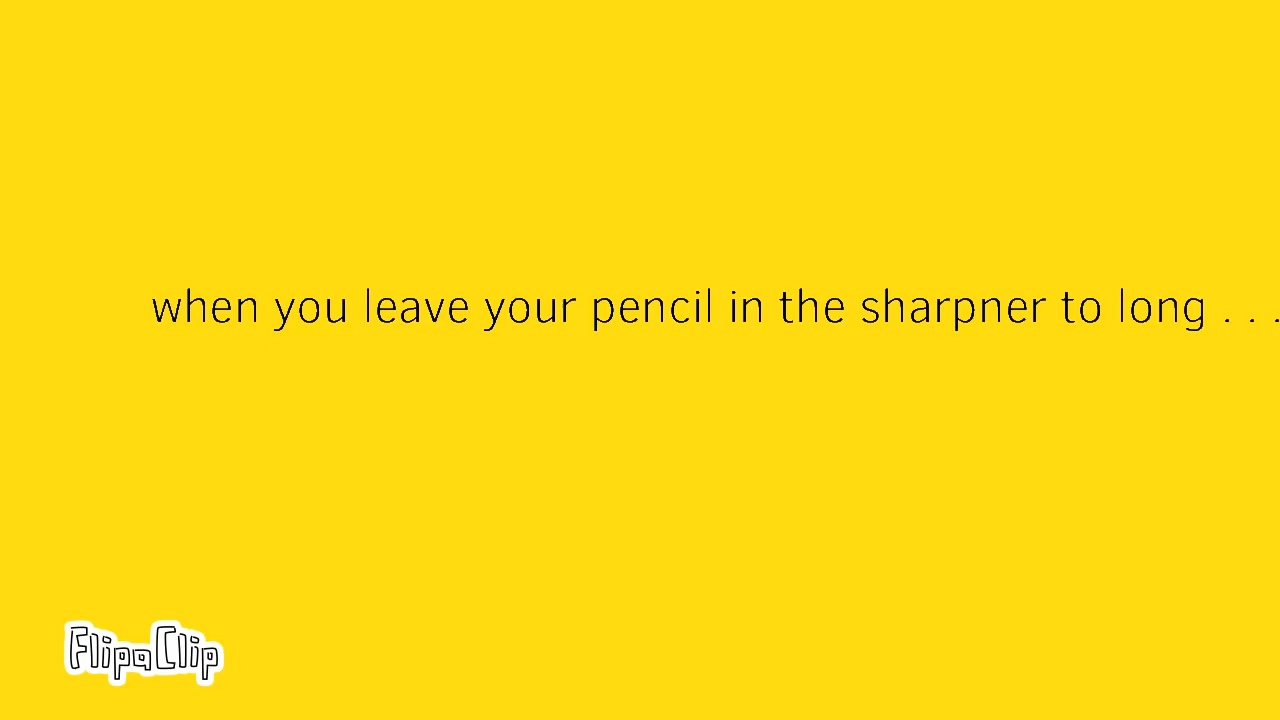 when you leave your pencil in the sharpner to long . . .
FlipaClip